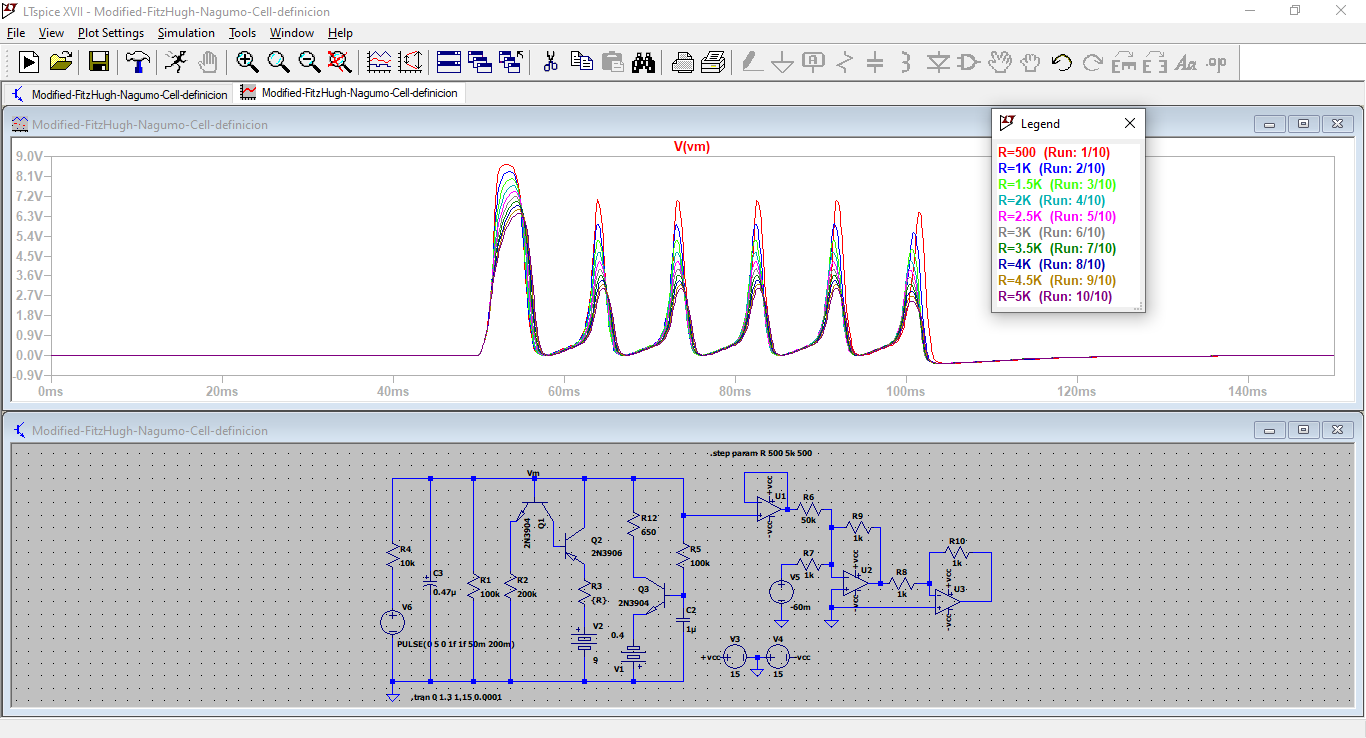 LTspice XVII - Modified-FitzHugh-Nagumo-Cell-definicion
File View Plot Settings Simulation Tools Window Help
Modified-FitzHugh-Nagumo-Cell-definicion
Modified-FitzHugh-Nagumo-Cell-definicion
Modified-FitzHugh-Nagumo-Cell-definicion
V(vm)
9.0V
8.1V
7.2V
6.3V
5.4V
4.5V
3.6V
2.7V
1.8V
0.9V
0.0V
-0.9V
0ms 20ms 40ms 60ms 80ms 100ms 120ms 140ms
Legend
R=500 (Run: 1/10)
R=1K (Run: 2/10)
R=1.5K (Run: 3/10)
R=2K (Run: 4/10)
R=2.5K (Run: 5/10)
R=3K (Run: 6/10)
R=3.5K (Run: 7/10)
R=4K (Run: 8/10)
R=4.5K (Run: 9/10)
R=5K (Run: 10/10)
Modified-FitzHugh-Nagumo-Cell-definicion
.step param R 500 5k 500
Vm
R4
10k
V6
PULSE(0 5 0 1f 1f 50m 200m)
C3
0.47µ
R1
100k
R2
200k
2N3904
Q1
Q2
2N3906
R3
{R}
V2
9
R12
650
Q3
2N3904
0.4
V1
R5
100k
C2
1µ
+vcc
U1
-vcc
R6
50k
R7
1k
V5
-60m
R9
1k
+vcc
U2
-vcc
R8
1k
R10
1k
+vcc
U3
-vcc
V3
+vcc
15
V4
-vcc
15
.tran 0 1.3 1,15 0.0001